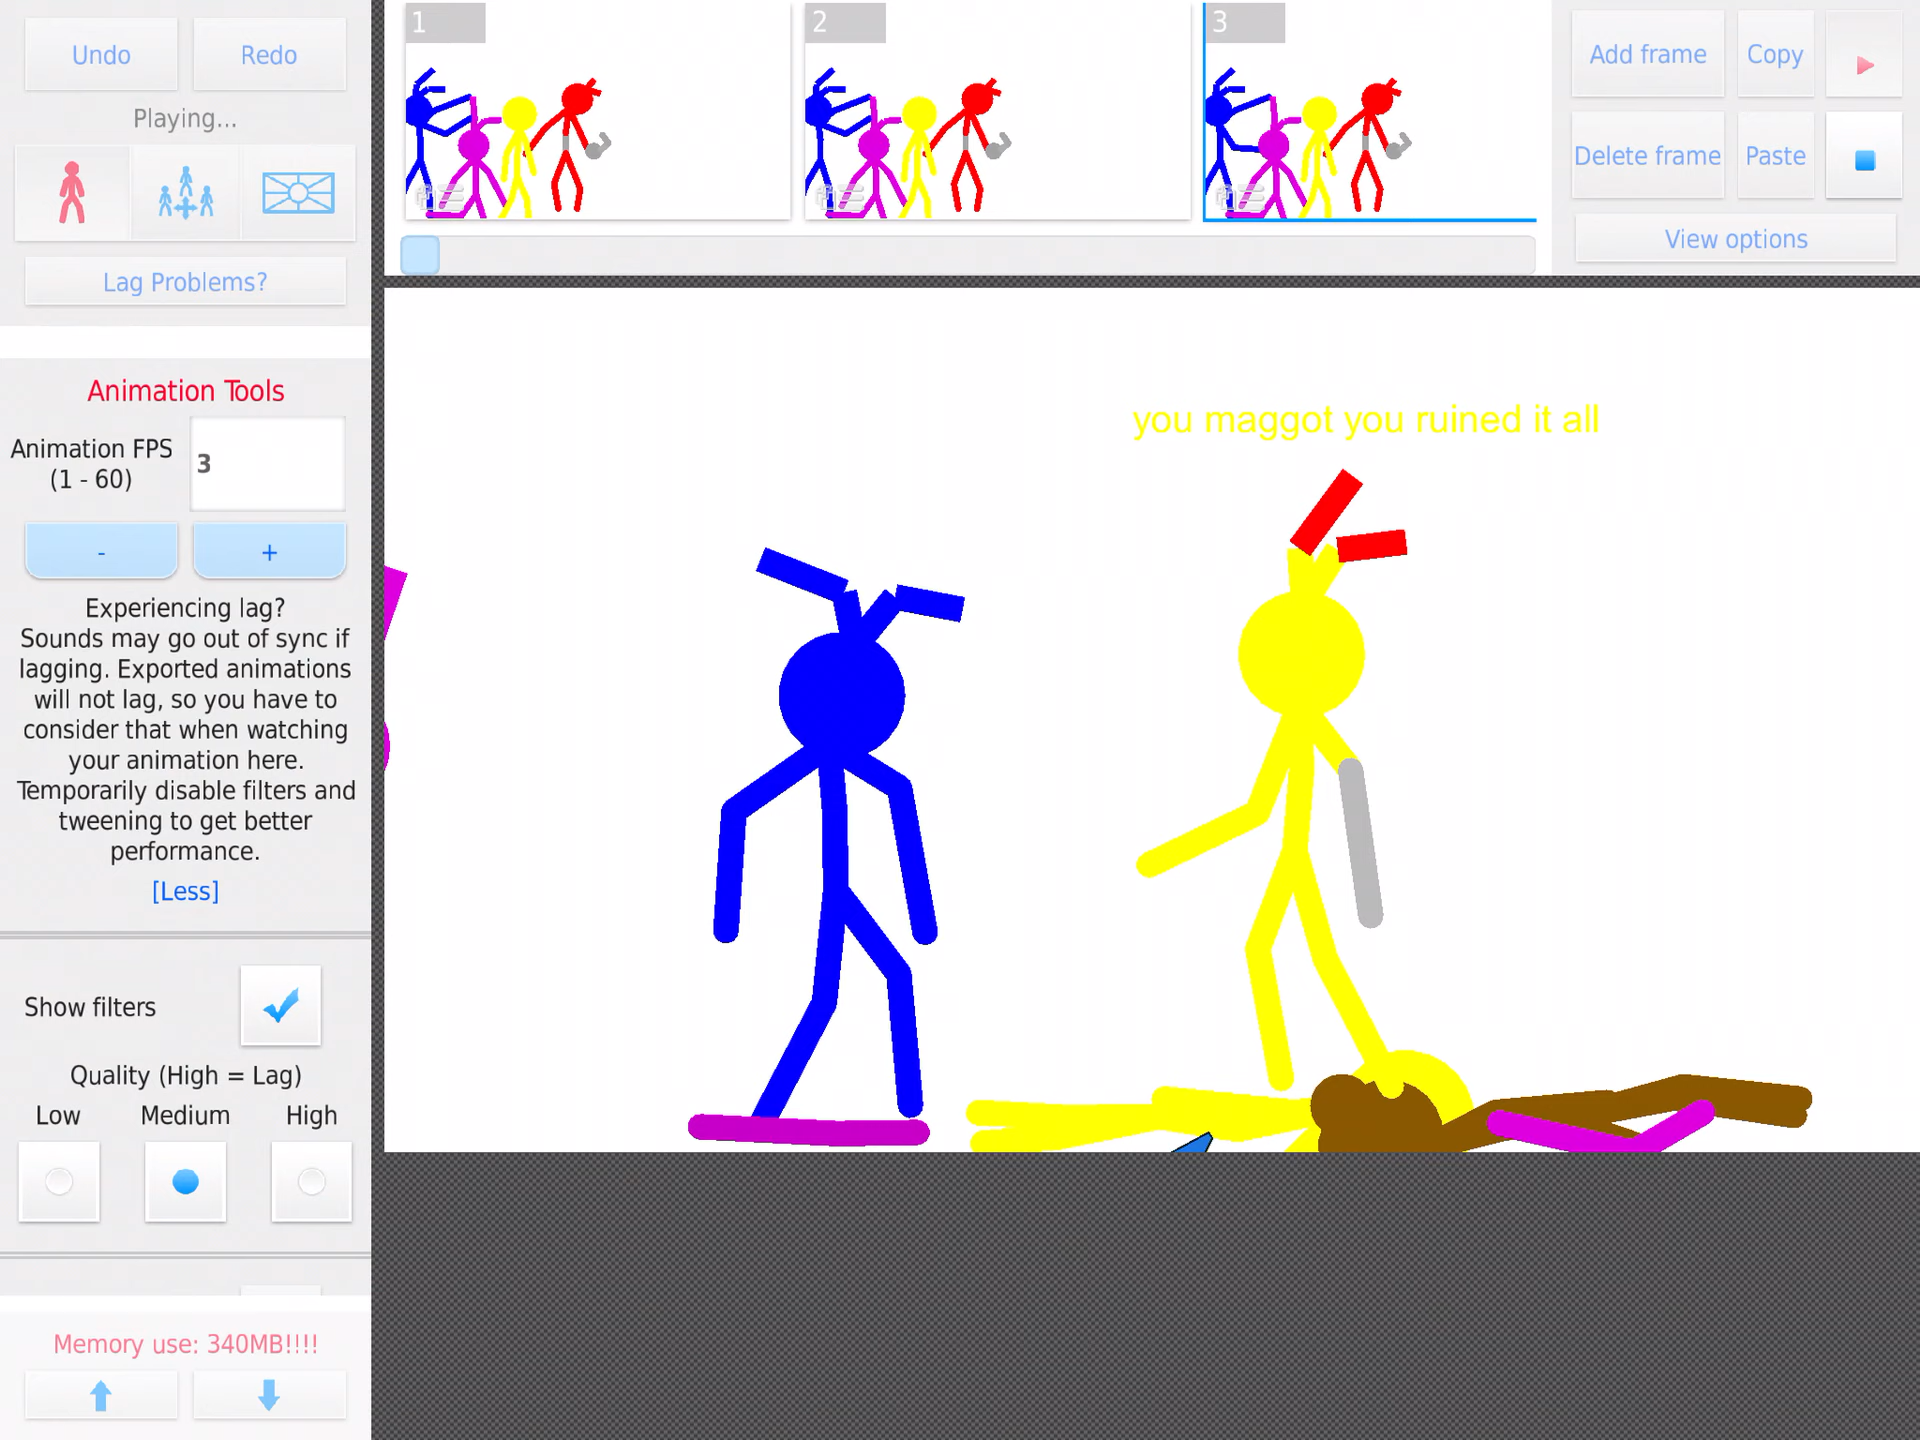 Undo
Redo
Playing...
Lag Problems?
1
2
3
Add frame
Copy
Delete frame
Paste
View options
Animation Tools
Animation FPS
(1 - 60)
3
-
+
Experiencing lag?
Sounds may go out of sync if
lagging. Exported animations
will not lag, so you have to
consider that when watching
your animation here.
Temporarily disable filters and
tweening to get better
performance.
[Less]
Show filters
Quality (High = Lag)
Low
Medium
High
Memory use: 340MB!!!!
you maggot you ruined it all